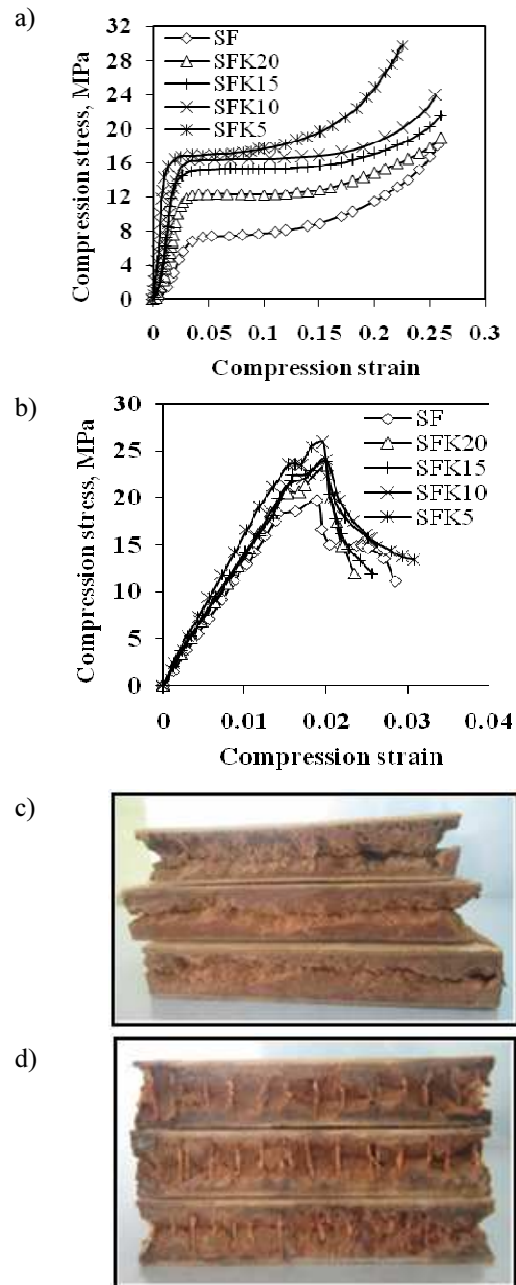 a)
32
28
24
20
16
12
8
4
0
Compression stress, MPa
SF
SFK20
SFK15
SFK10
SFK5
0 0.05 0.1 0.15 0.2 0.25 0.3
Compression strain
b)
30
25
20
15
10
5
0
Compression stress, MPa
SF
SFK20
SFK15
SFK10
SFK5
0 0.01 0.02 0.03 0.04
Compression strain
c)
d)